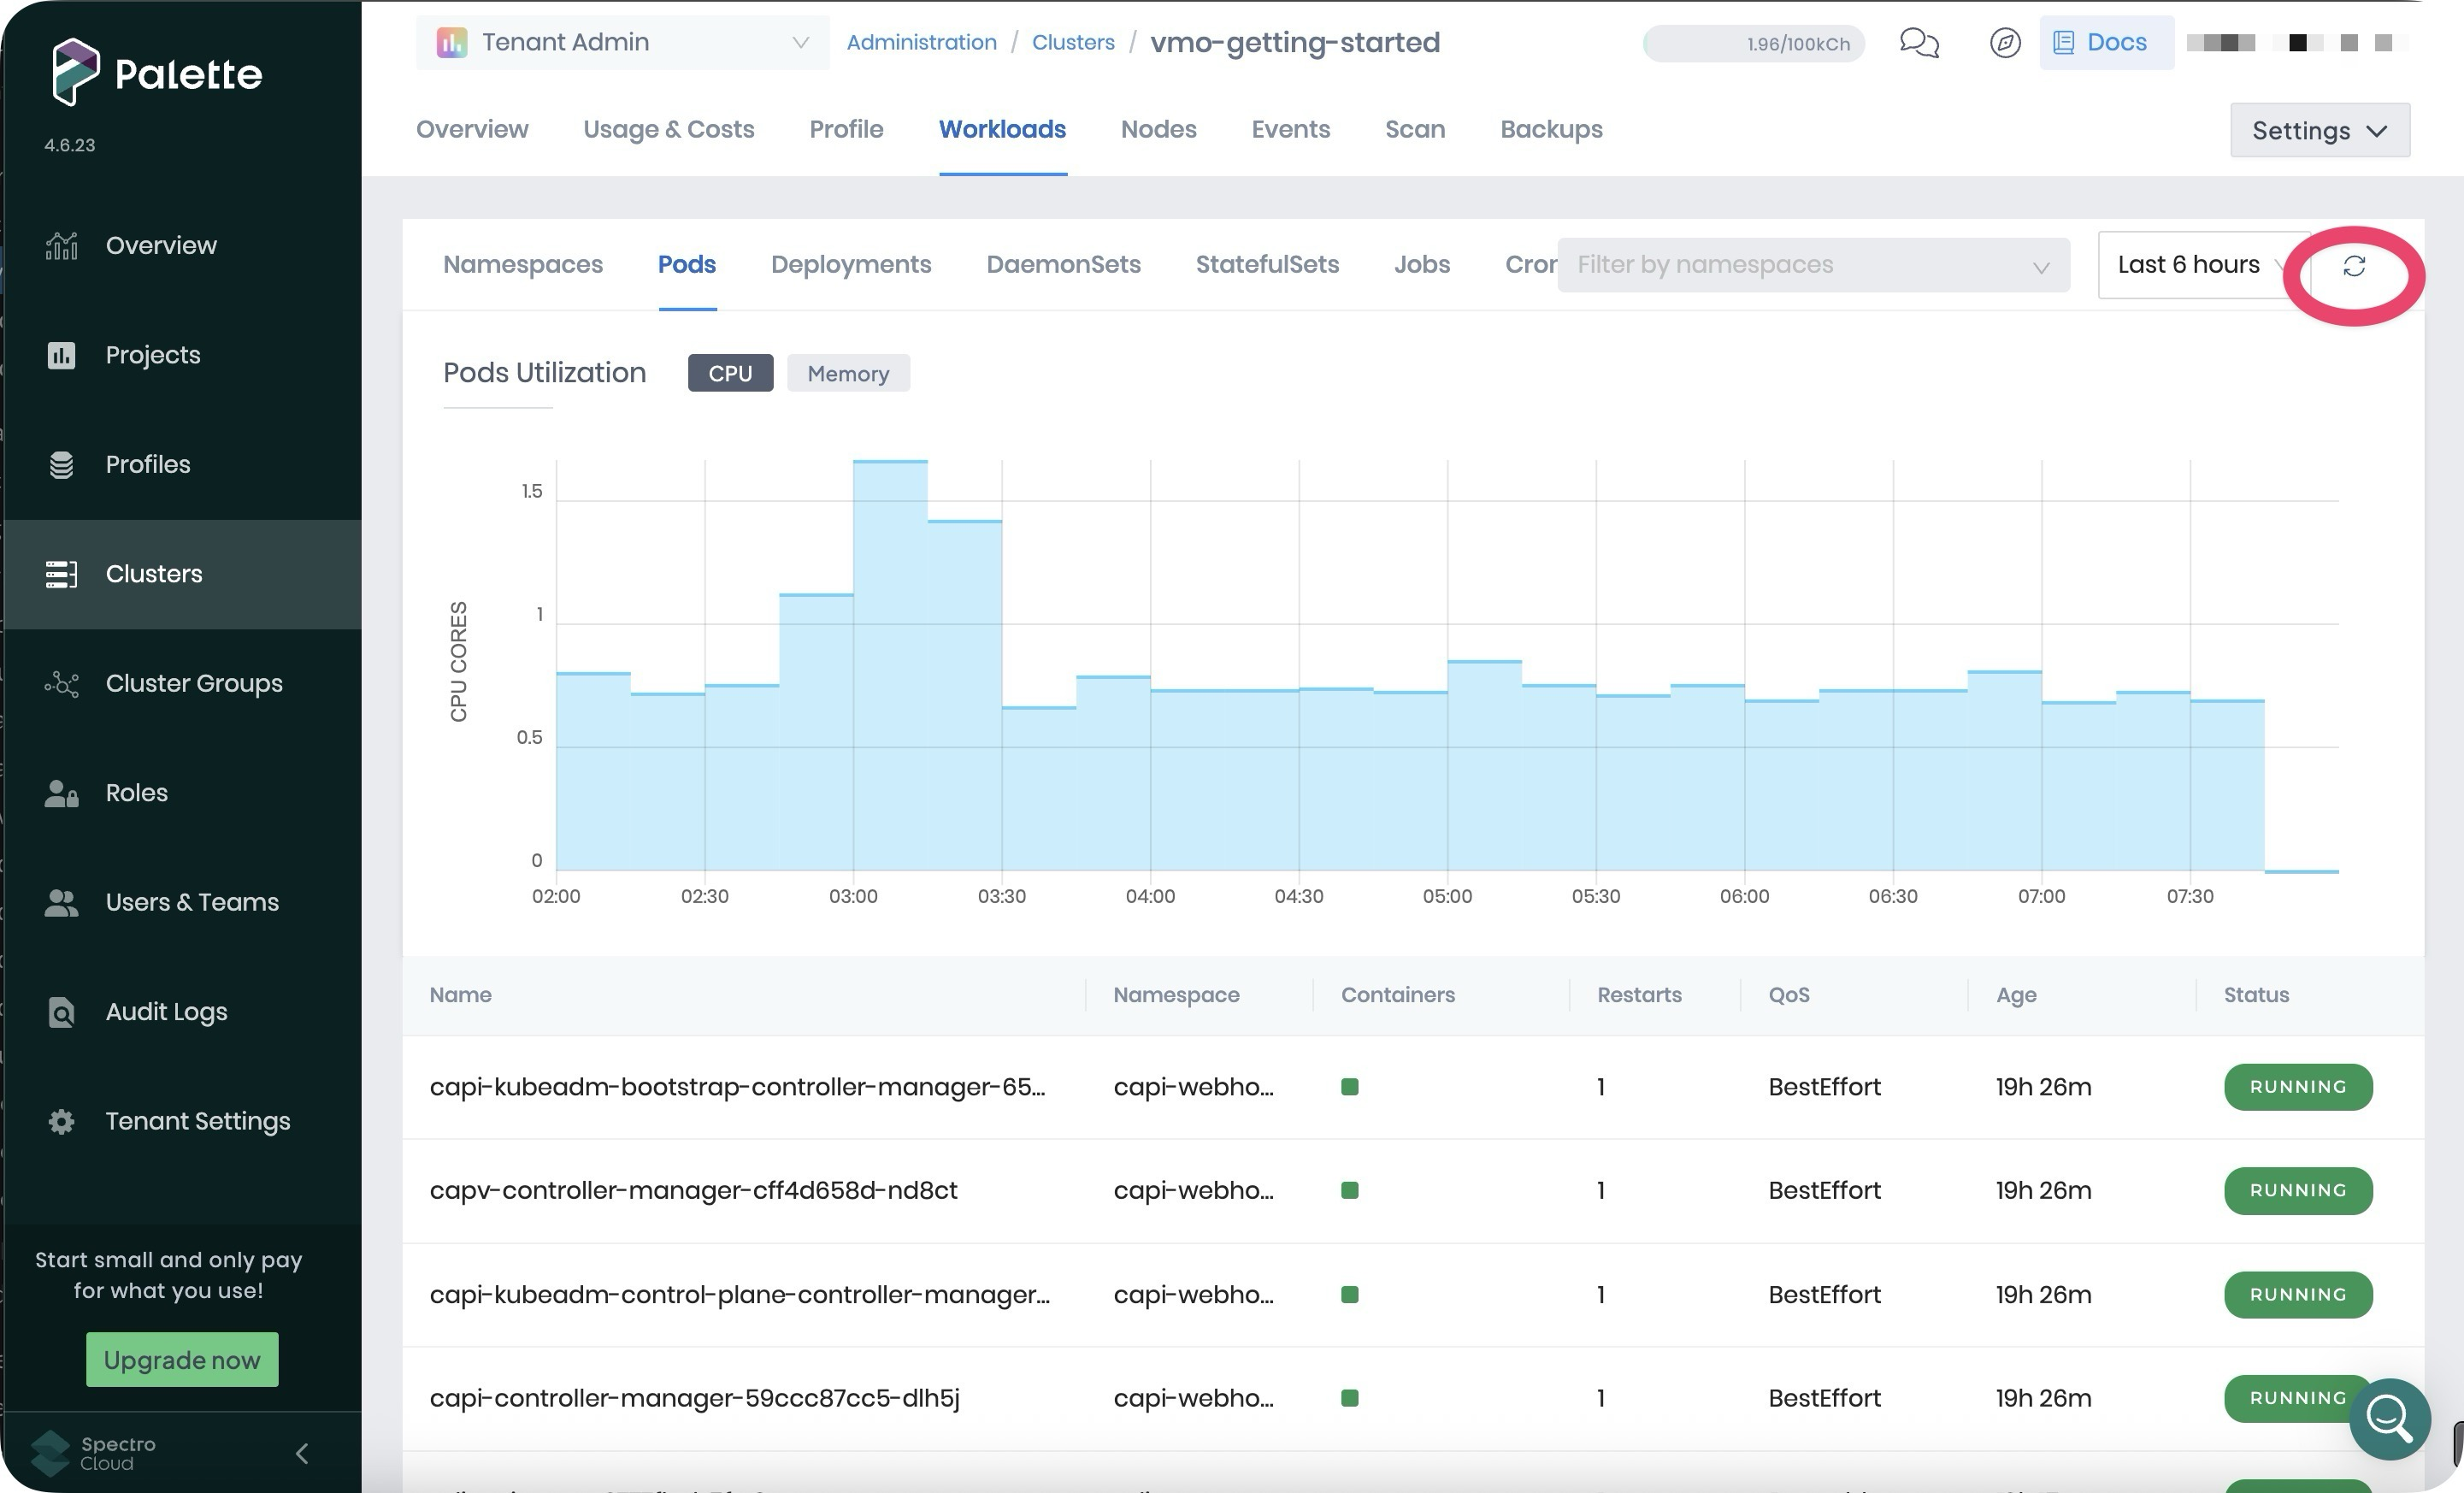 Palette
4.6.23
Overview
Projects
Profiles
Clusters
Cluster Groups
Roles
Users & Teams
Audit Logs
Tenant Settings
Start small and only pay
for what you use!
Upgrade now
Spectro
Cloud
Tenant Admin
Administration / Clusters / vmo-getting-started
1.96/100kCh
Docs
Overview Usage & Costs Profile Workloads Nodes Events Scan Backups
Settings
Namespaces Pods Deployments DaemonSets StatefulSets Jobs Cror
Filter by namespaces
Last 6 hours
Pods Utilization CPU Memory
CPU CORES
1.5
1
0.5
0
02:00 02:30 03:00 03:30 04:00 04:30 05:00 05:30 06:00 06:30 07:00 07:30
Name Namespace Containers Restarts QoS Age Status
capi-kubeadm-bootstrap-controller-manager-65... capi-webho... 1 BestEffort 19h 26m RUNNING
capv-controller-manager-cff4d658d-nd8ct capi-webho... 1 BestEffort 19h 26m RUNNING
capi-kubeadm-control-plane-controller-manager... capi-webho... 1 BestEffort 19h 26m RUNNING
capi-controller-manager-59ccc87cc5-dlh5j capi-webho... 1 BestEffort 19h 26m RUNNING